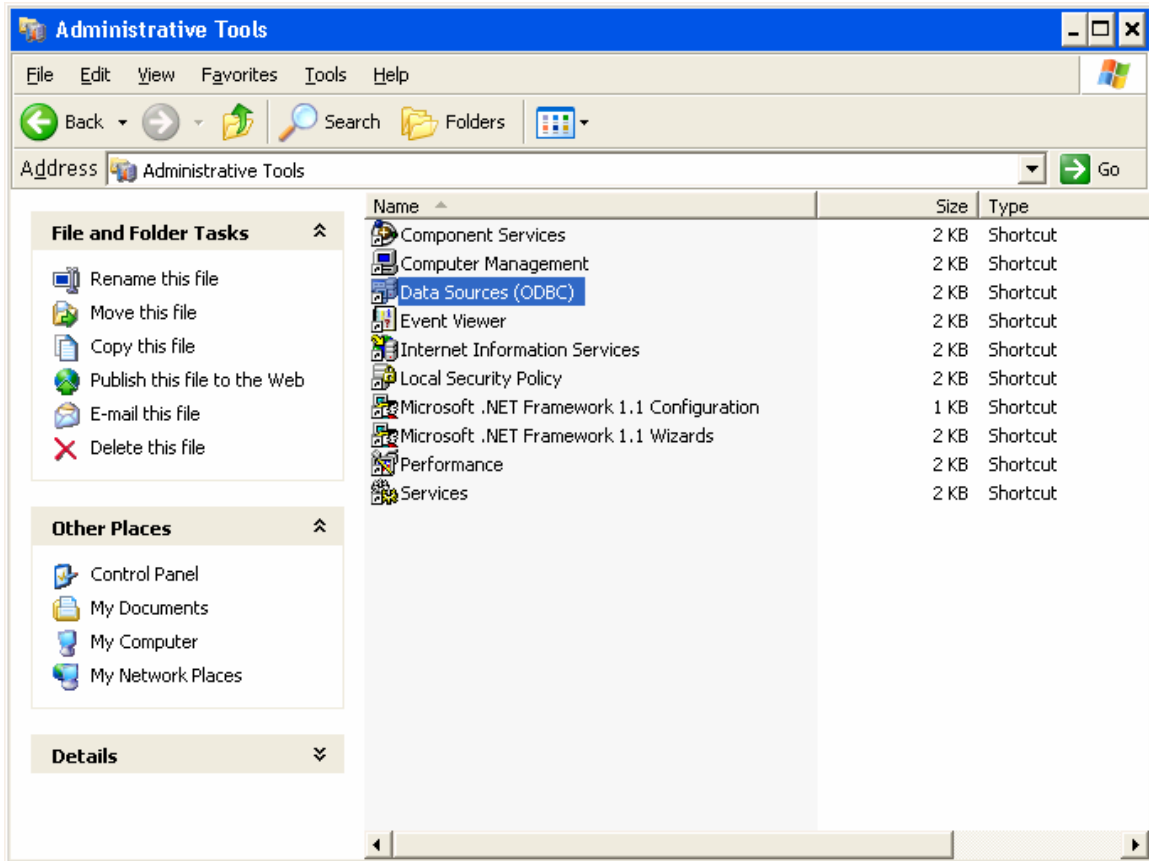 Administrative Tools
File Edit View Favorites Tools Help
Back Search Folders
Address Administrative Tools Go
File and Folder Tasks
Rename this file
Move this file
Copy this file
Publish this file to the Web
E-mail this file
Delete this file
Other Places
Control Panel
My Documents
My Computer
My Network Places
Details
Name Size Type
Component Services 2 KB Shortcut
Computer Management 2 KB Shortcut
Data Sources (ODBC) 2 KB Shortcut
Event Viewer 2 KB Shortcut
Internet Information Services 2 KB Shortcut
Local Security Policy 2 KB Shortcut
Microsoft .NET Framework 1.1 Configuration 1 KB Shortcut
Microsoft .NET Framework 1.1 Wizards 2 KB Shortcut
Performance 2 KB Shortcut
Services 2 KB Shortcut